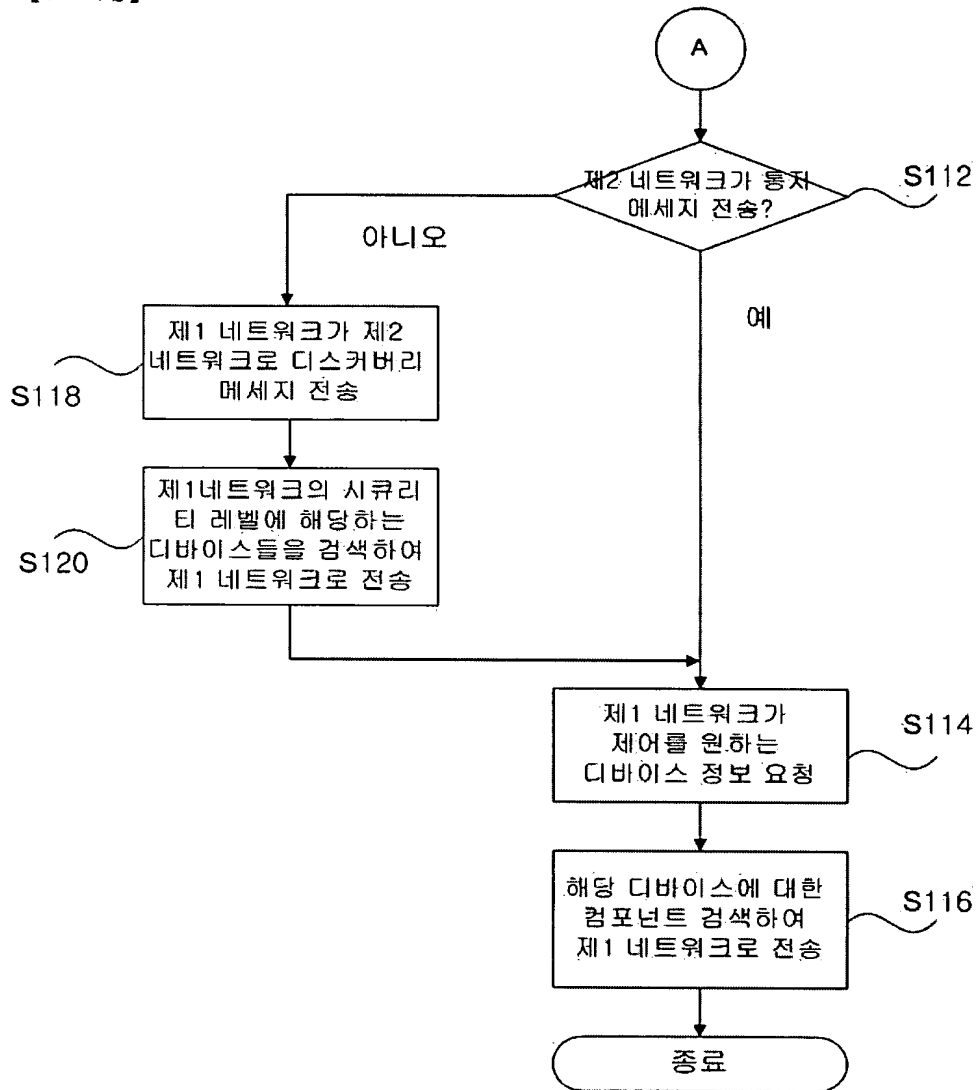 A
제2 네트워크가 통지
메세지 전송?
S112
아니오
예
제1 네트워크가 제2
네트워크로 디스커버리
메세지 전송
S118
제1네트워크의 시큐리
티 레벨에 해당하는
디바이스들을 검색하여
제1 네트워크로 전송
S120
제1 네트워크가
제어를 원하는
디바이스 정보 요청
S114
해당 디바이스에 대한
컴포넌트 검색하여
제1 네트워크로 전송
S116
종료